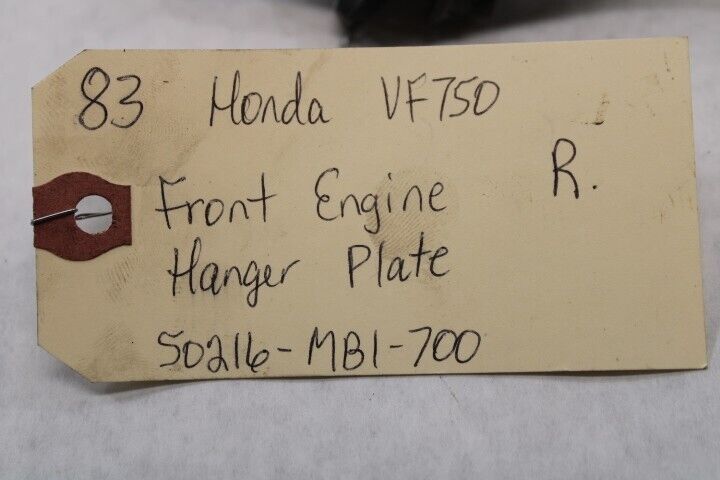 83 Honda VF750
R.
Front Engine
Hanger Plate
50216-MB1-700